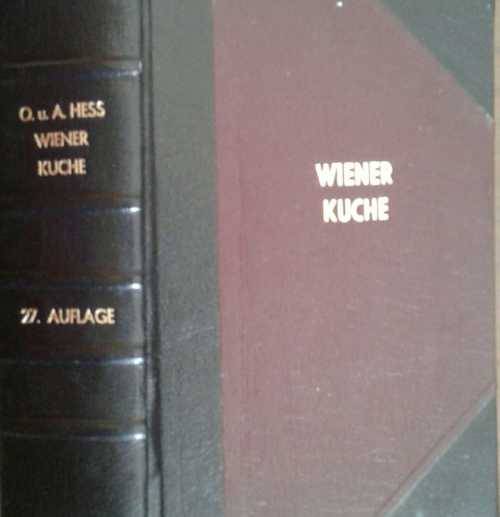 O. u. A. HESS
WIENER
KUCHE
27. AUFLAGE
WIENER
KUCHE